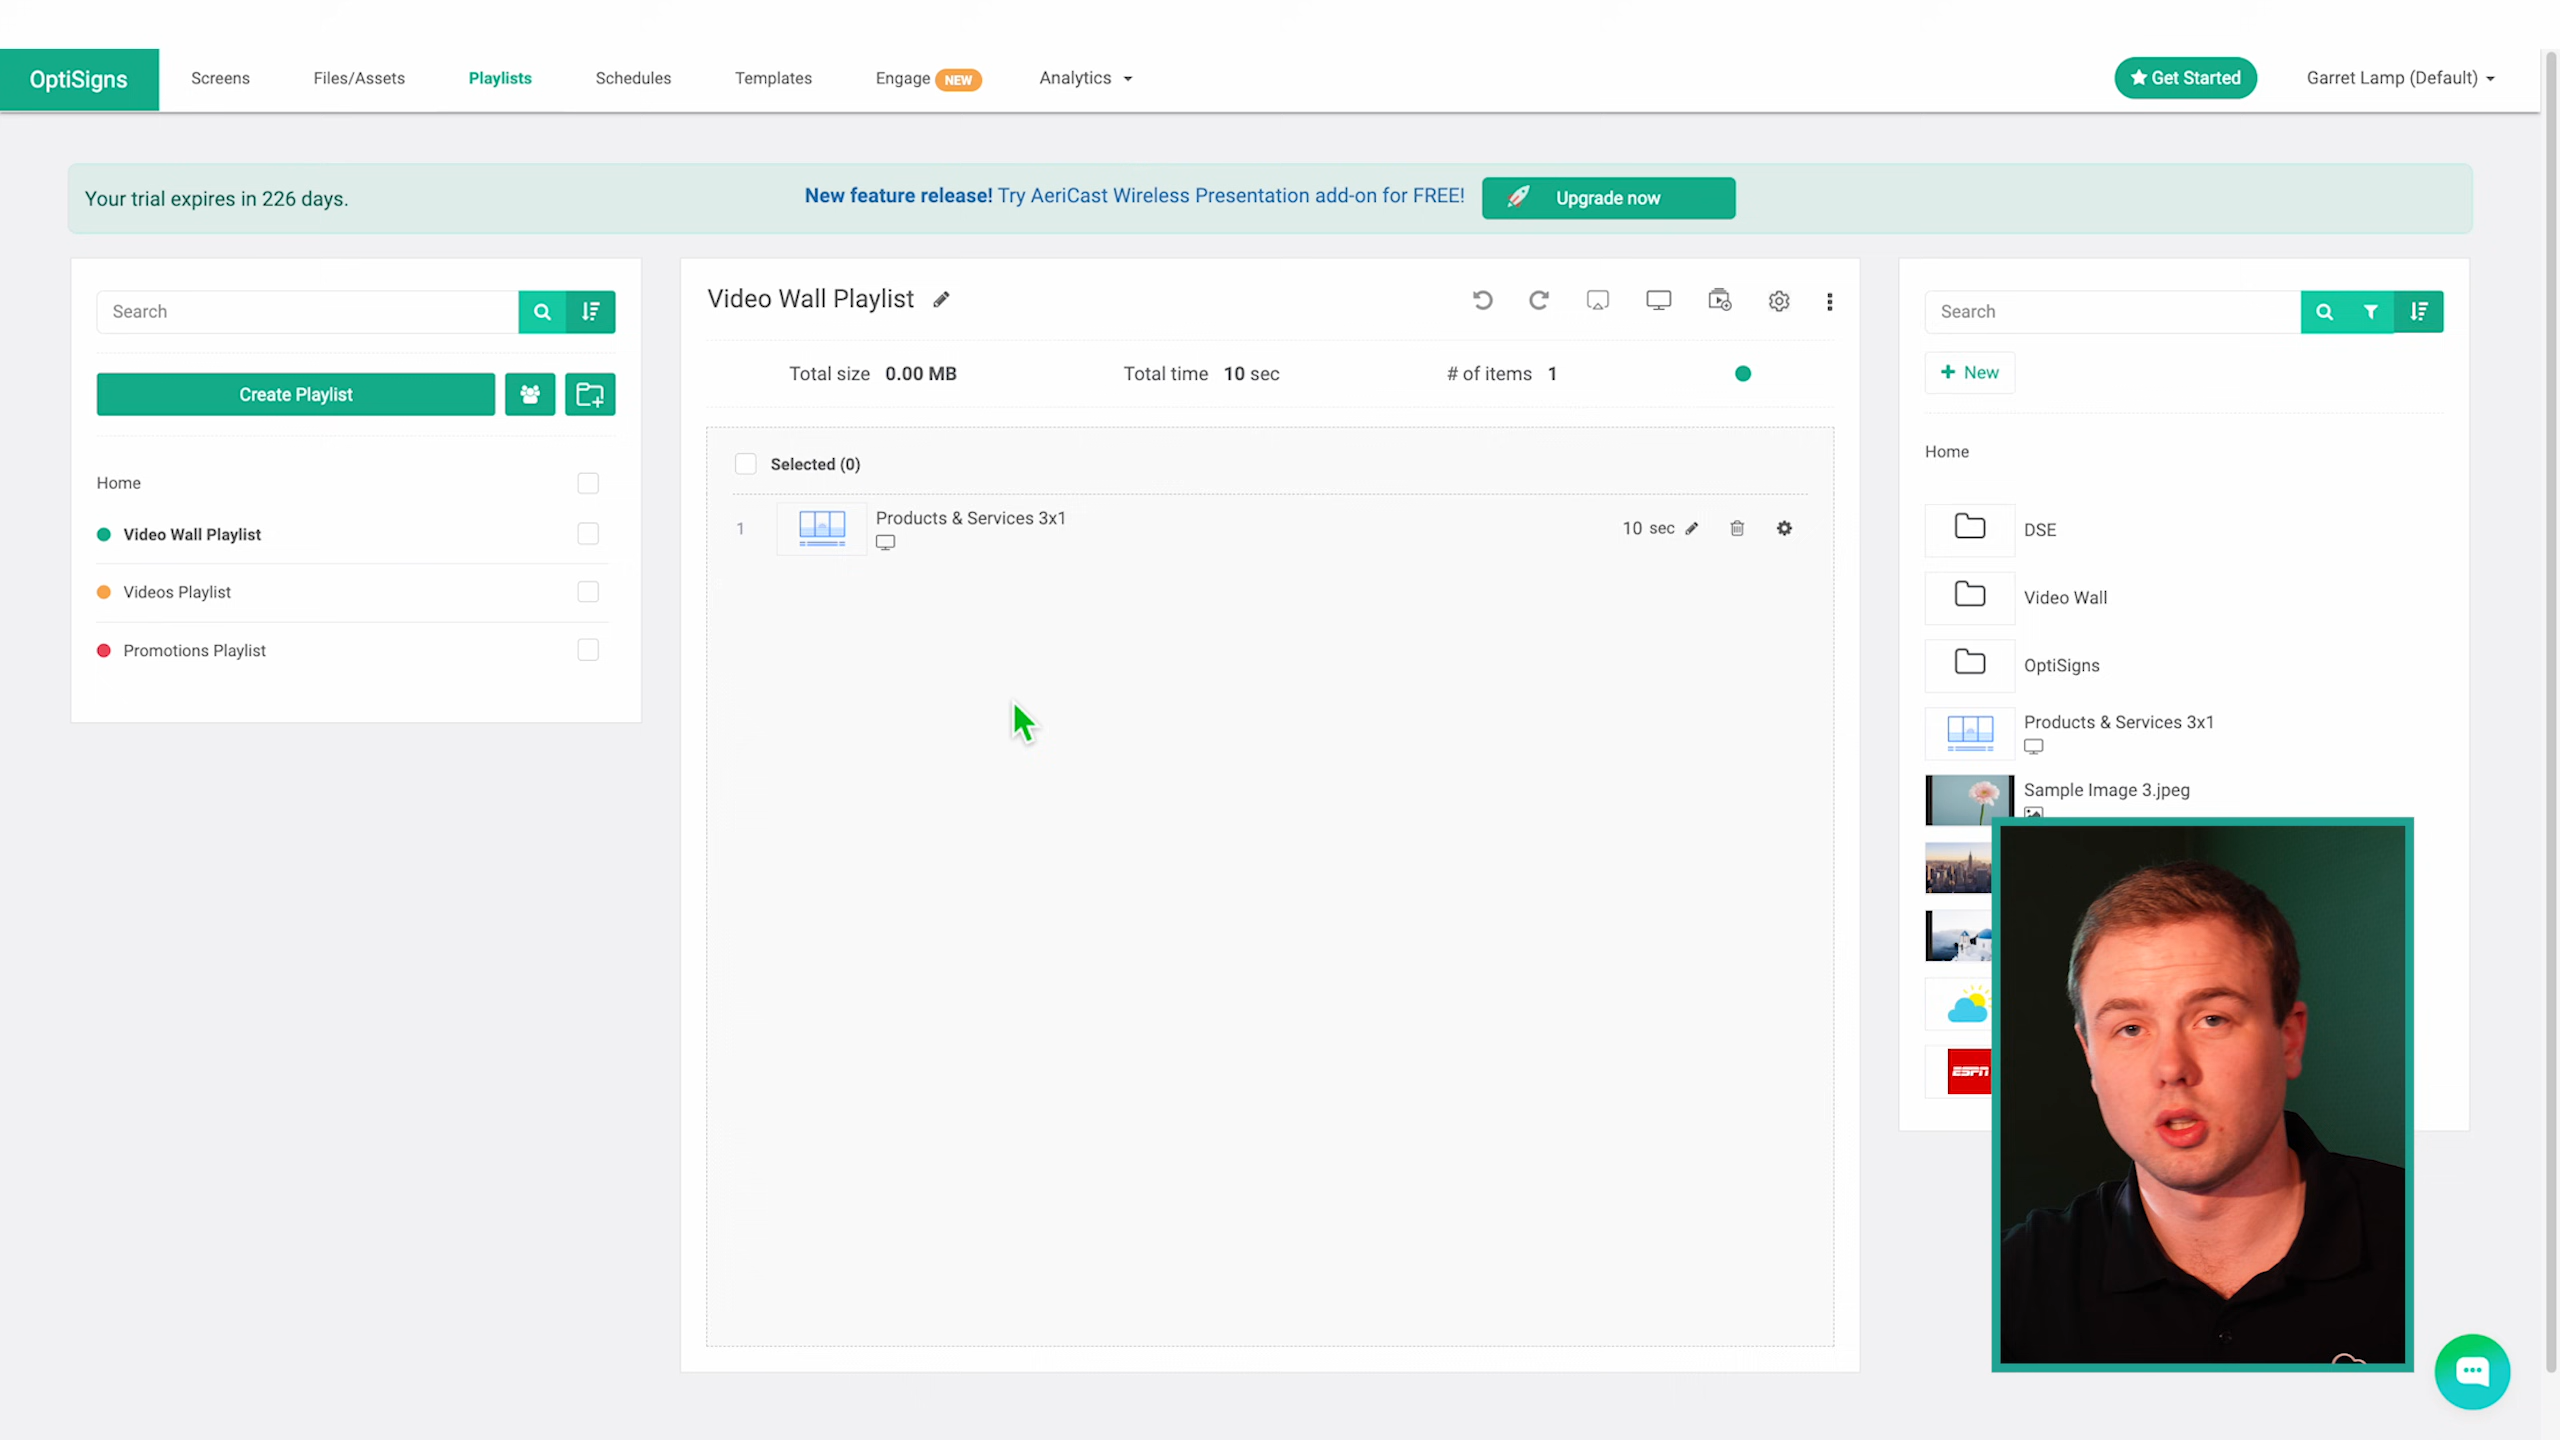 OptiSigns
Screens
Files/Assets
Playlists
Schedules
Templates
Engage NEW
Analytics
Get Started
Garret Lamp (Default)
Your trial expires in 226 days.
New feature release! Try AeriCast Wireless Presentation add-on for FREE!
Upgrade now
Search
Create Playlist
Home
Video Wall Playlist
Videos Playlist
Promotions Playlist
Video Wall Playlist
Total size 0.00 MB
Total time 10 sec
# of items 1
Selected (0)
1
Products & Services 3x1
10 sec
Search
+ New
Home
DSE
Video Wall
OptiSigns
Products & Services 3x1
Sample Image 3.jpeg
ESPN